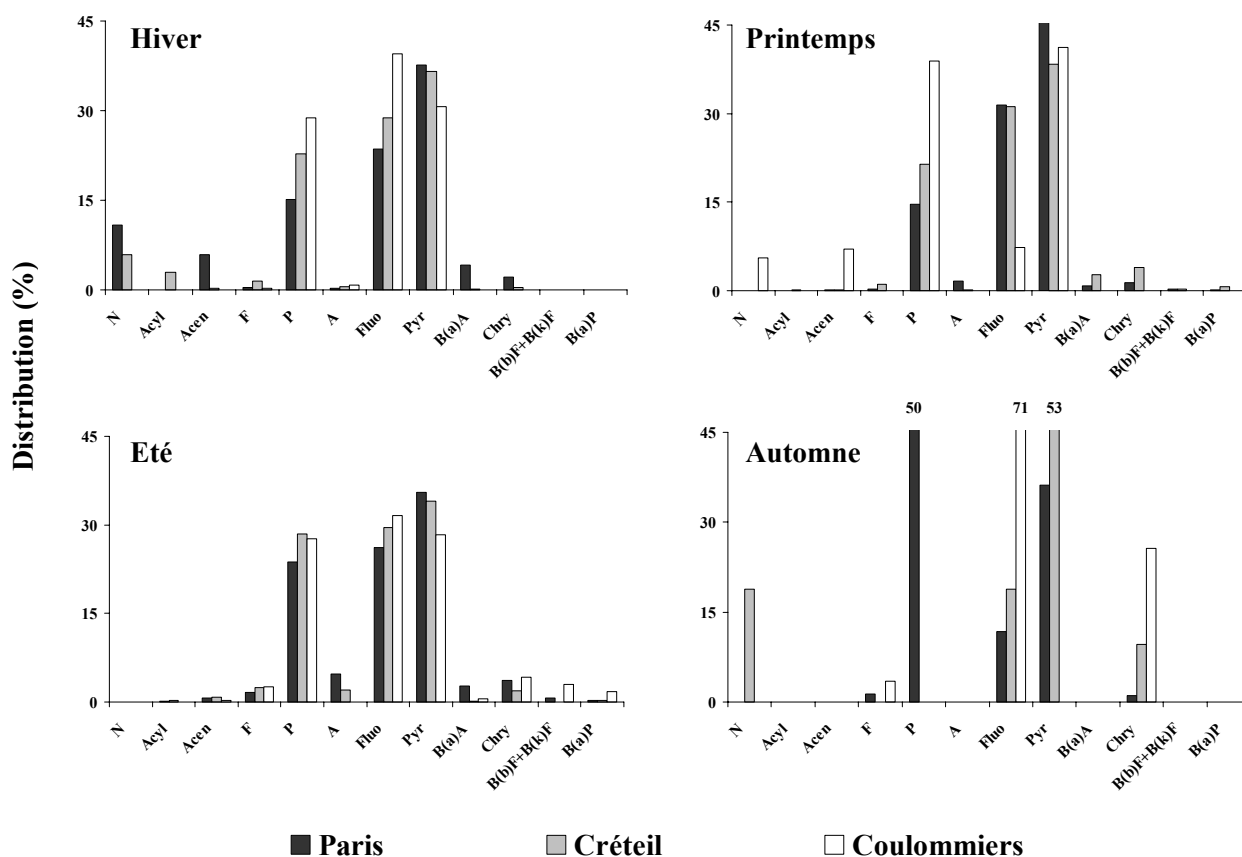 Distribution (%)
Hiver
45
30
15
0
N Acyl Acen F P A Fluo Pyr B(a)A Chry B(b)F+B(k)F B(a)P
Printemps
45
30
15
0
N Acyl Acen F P A Fluo Pyr B(a)A Chry B(b)F+B(k)F B(a)P
Eté
45
30
15
0
N Acyl Acen F P A Fluo Pyr B(a)A Chry B(b)F+B(k)F B(a)P
50 71 53
Automne
45
30
15
0
N Acyl Acen F P A Fluo Pyr B(a)A Chry B(b)F+B(k)F B(a)P
Paris Créteil Coulommiers